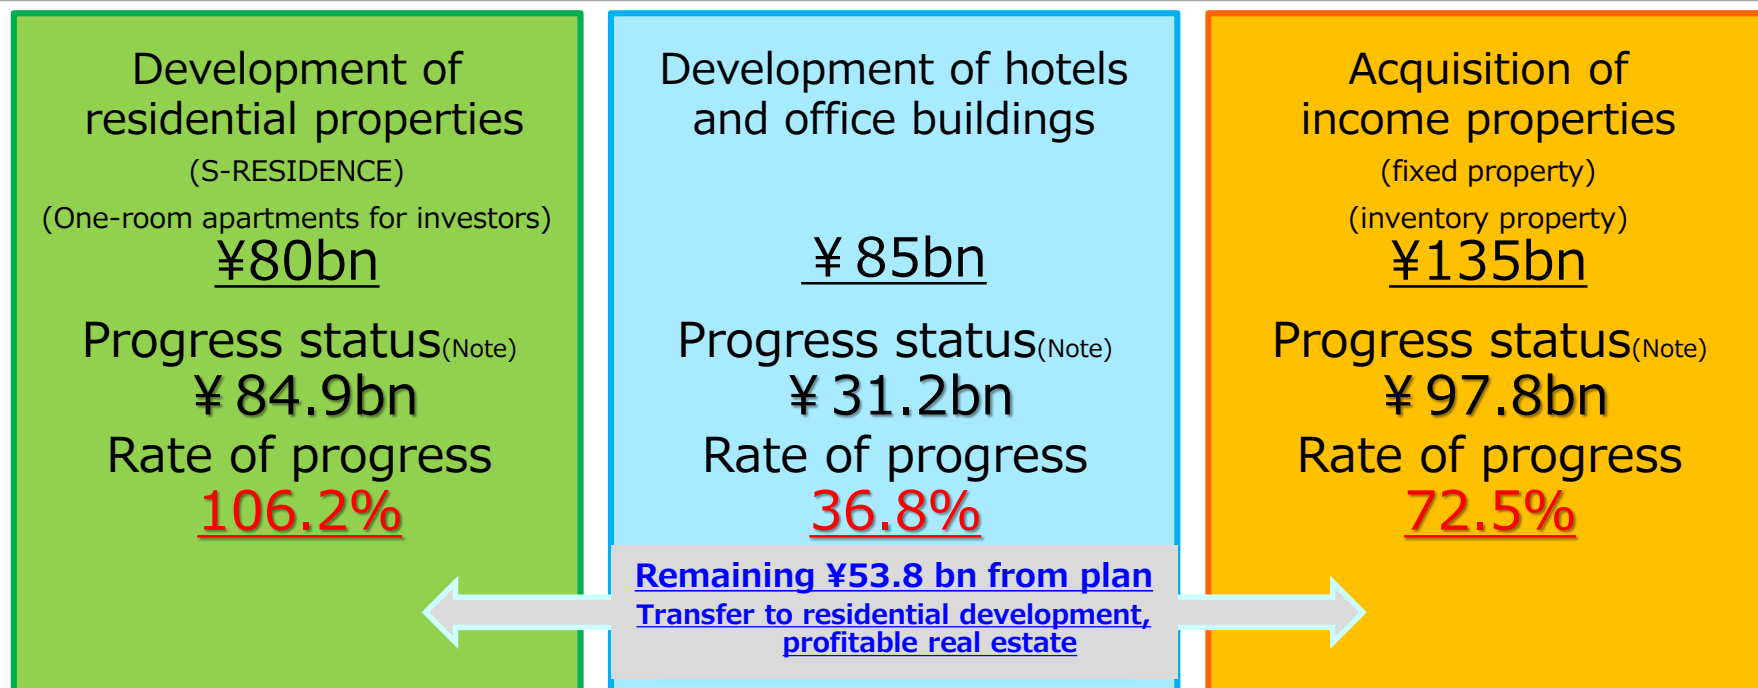 Development of
residential properties
(S-RESIDENCE)
(One-room apartments for investors)
¥80bn
Progress status(Note)
¥84.9bn
Rate of progress
106.2%
Development of hotels
and office buildings
¥85bn
Progress status(Note)
¥31.2bn
Rate of progress
36.8%
Remaining ¥53.8 bn from plan
Transfer to residential development,
profitable real estate
Acquisition of
income properties
(fixed property)
(inventory property)
¥135bn
Progress status(Note)
¥97.8bn
Rate of progress
72.5%